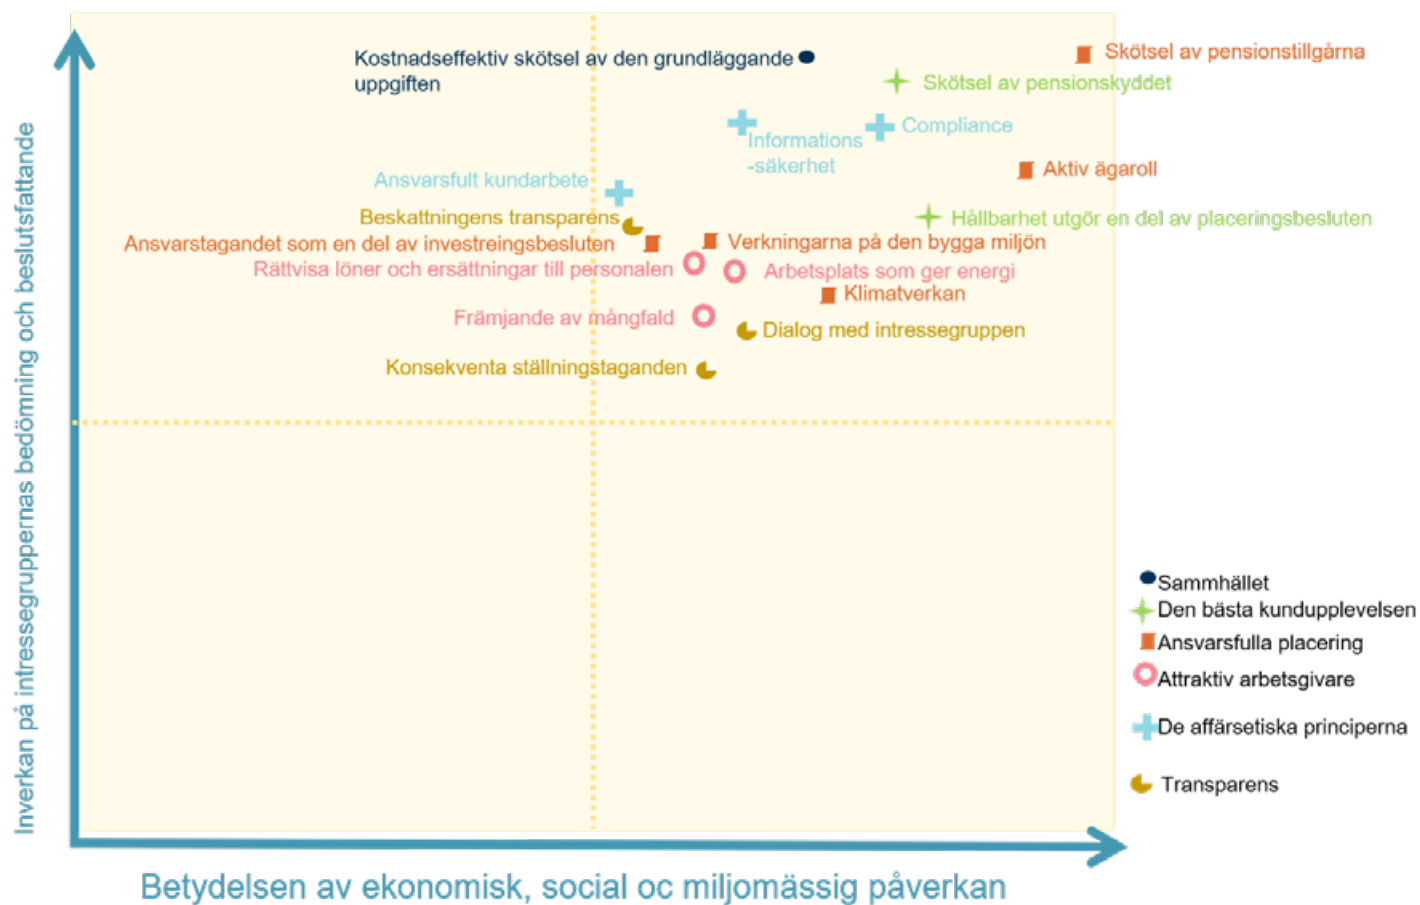 Inverkan på intressegruppernas bedömning och beslutsfattande
Kostnadseffektiv skötsel av den grundläggande
uppgiften
Skötsel av pensionstillgårna
Skötsel av pensionskyddet
Informations
-säkerhet
Compliance
Aktiv ägaroll
Ansvarsfult kundarbete
Beskattningens transparens
Hållbarhet utgör en del av placeringsbesluten
Ansvarstagandet som en del av investreingsbesluten
Verkningarna på den bygga miljön
Rättvisa löner och ersättningar till personalen
Arbetsplats som ger energi
Klimatverkan
Främjande av mångfald
Dialog med intressegruppen
Konsekventa ställningstaganden
Sammhället
Den bästa kundupplevelsen
Ansvarsfulla placering
Attraktiv arbetsgivare
De affärsetiska principerna
Transparens
Betydelsen av ekonomisk, social oc miljomässig påverkan